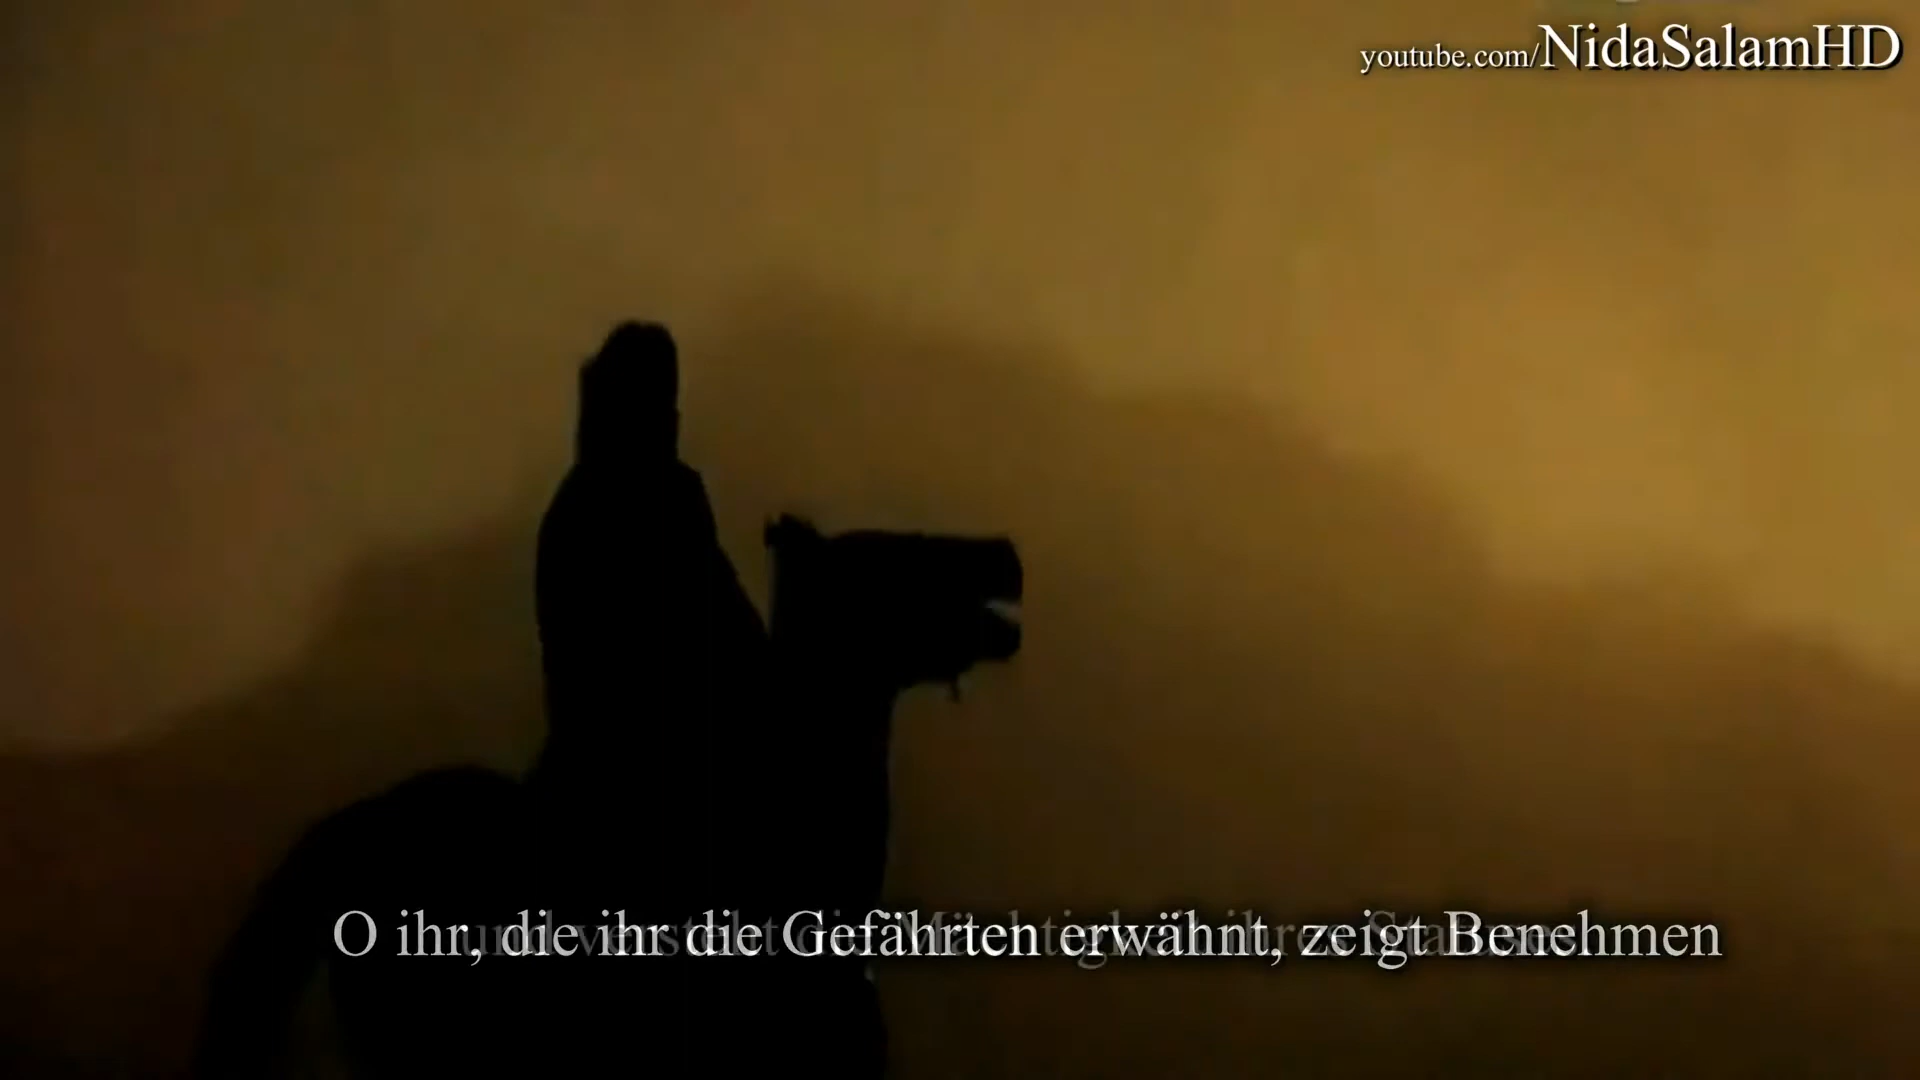 youtube.com/NidaSalamHD
O ihr, die ihr die Gefährten erwähnt, zeigt Benehmen